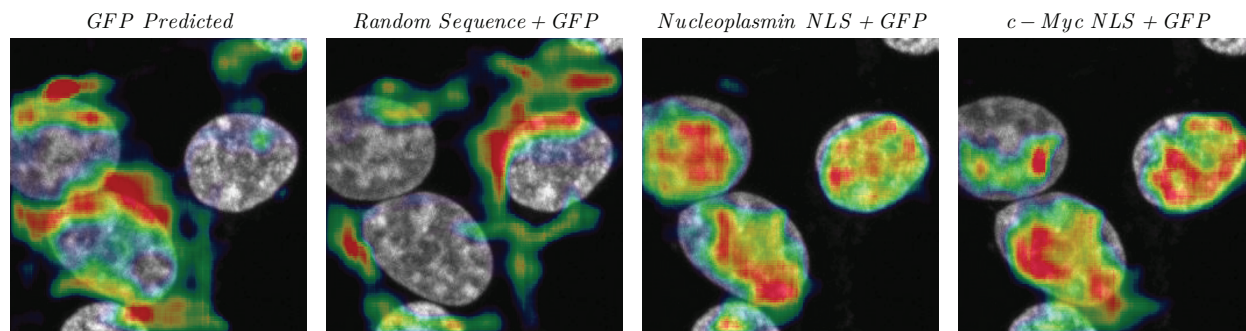 GFP Predicted
Random Sequence + GFP
Nucleoplasmin NLS + GFP
c - Myc NLS + GFP